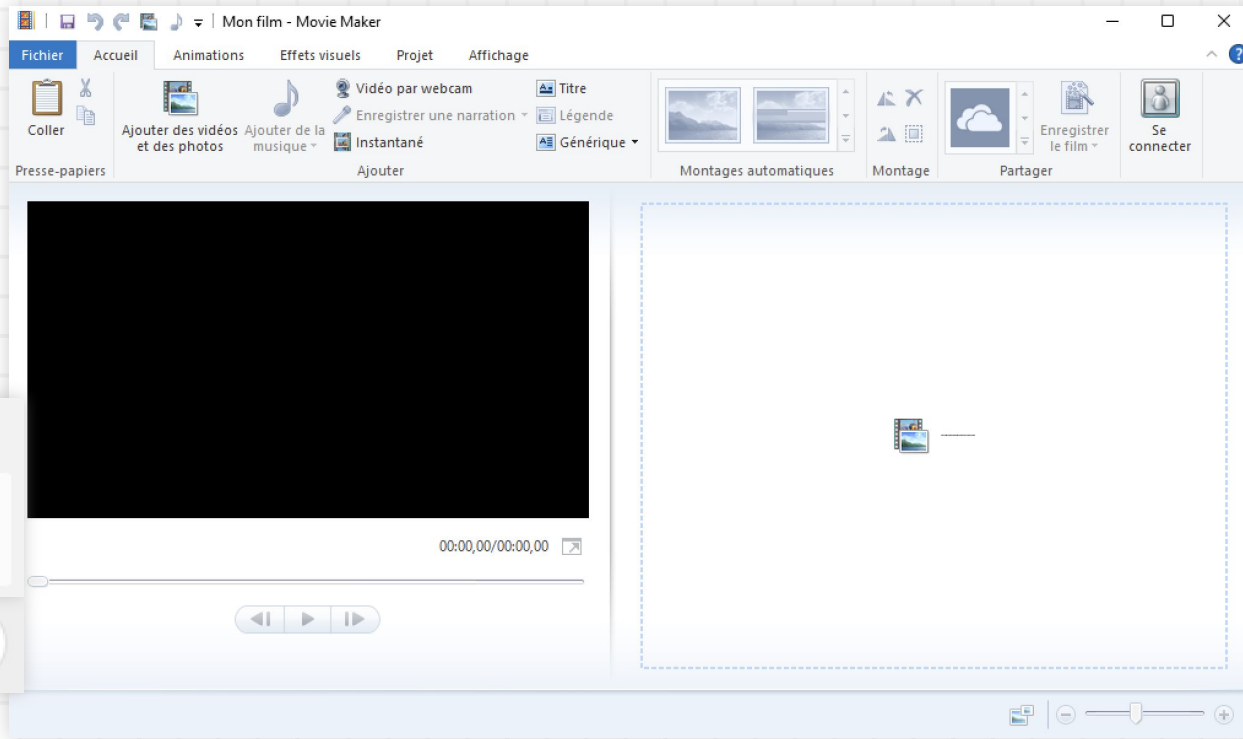 Mon film - Movie Maker
Fichier Accueil Animations Effets visuels Projet Affichage ?
Coller
Presse-papiers
Ajouter des vidéos
et des photos
Ajouter de la
musique
Vidéo par webcam
Enregistrer une narration
Instantané
Titre
Légende
Générique
Ajouter
Montages automatiques
Montage
Enregistrer
le film
Partager
Se
connecter
00:00,00/00:00,00